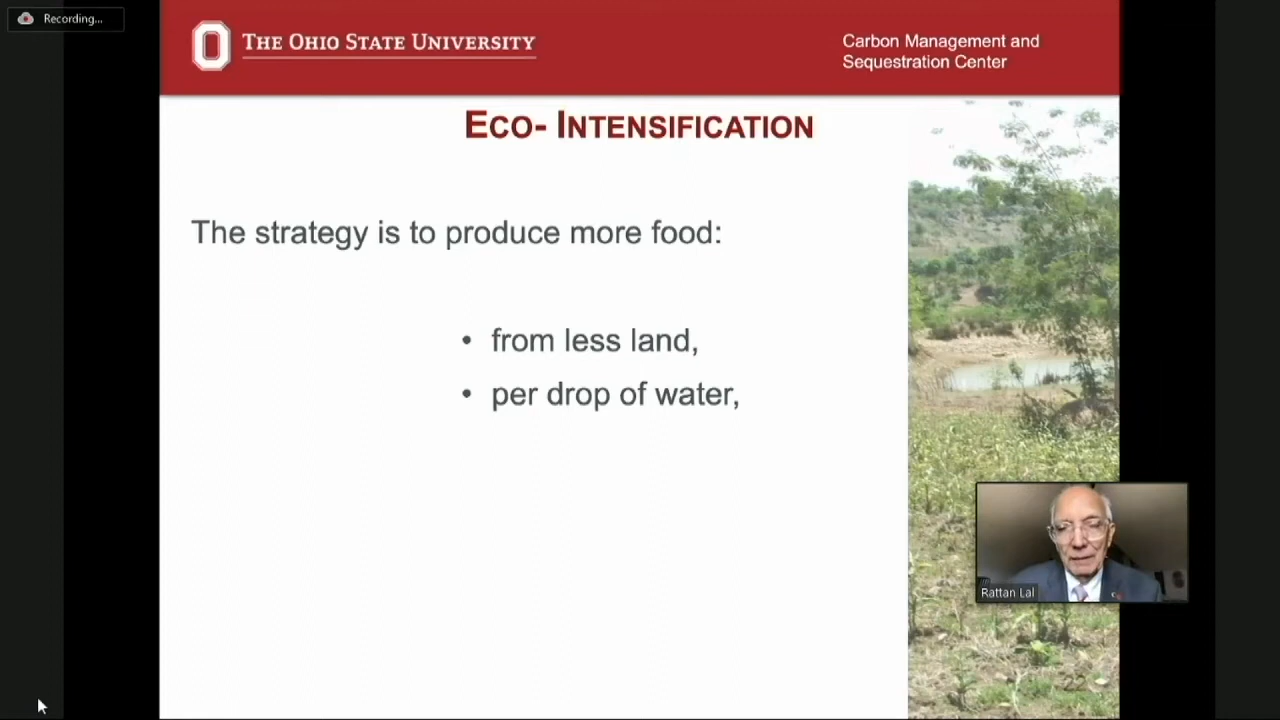 Recording...
THE OHIO STATE UNIVERSITY
Carbon Management and
Sequestration Center
ECO- INTENSIFICATION
The strategy is to produce more food:
• from less land,
• per drop of water,
Rattan Lal
22